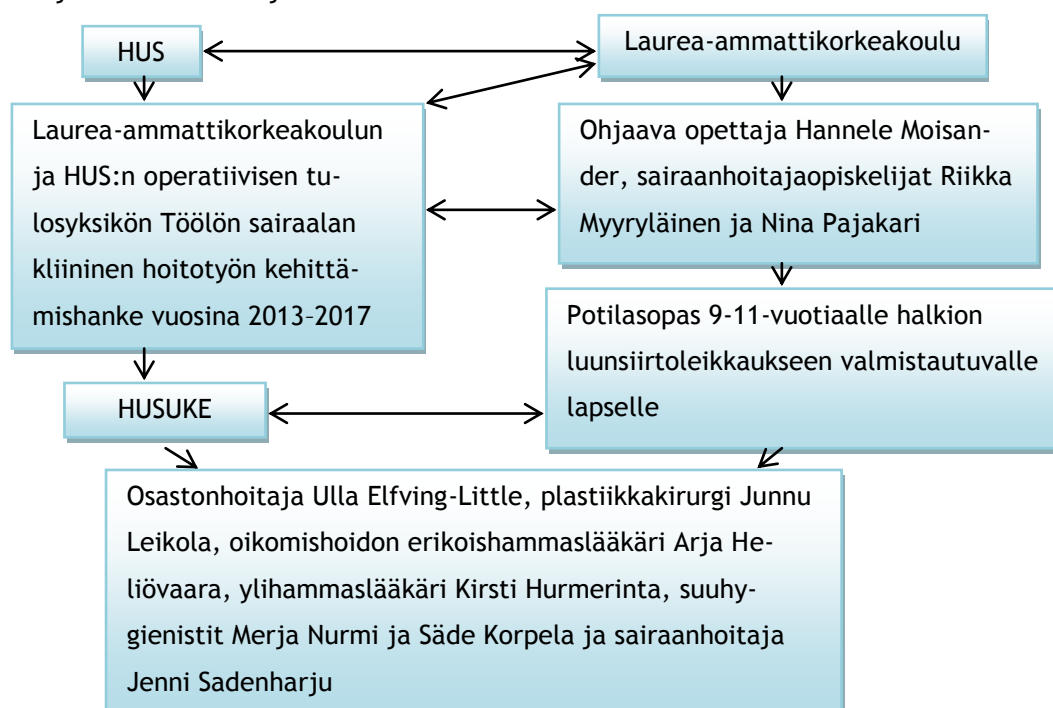 HUS
Laurea-ammattikorkeakoulu
Laurea-ammattikorkeakoulun
ja HUS:n operatiivisen tu-
losyksikön Töölön sairaalan
kliininen hoitotyön kehittä-
mishanke vuosina 2013–2017
Ohjaava opettaja Hannele Moisan-
der, sairaanhoitajaopiskelijat Riikka
Myyryläinen ja Nina Pajakari
Potilasopas 9-11-vuotiaalle halkion
luunsiirtoleikkaukseen valmistautuvalle
lapselle
HUSUKE
Osastonhoitaja Ulla Elfving-Little, plastiikkakirurgi Junnu
Leikola, oikomishoidon erikoishammaslääkäri Arja He-
liövaara, ylihammaslääkäri Kirsti Hurmerinta, suuhy-
gienistit Merja Nurmi ja Säde Korpela ja sairaanhoitaja
Jenni Sadenharju